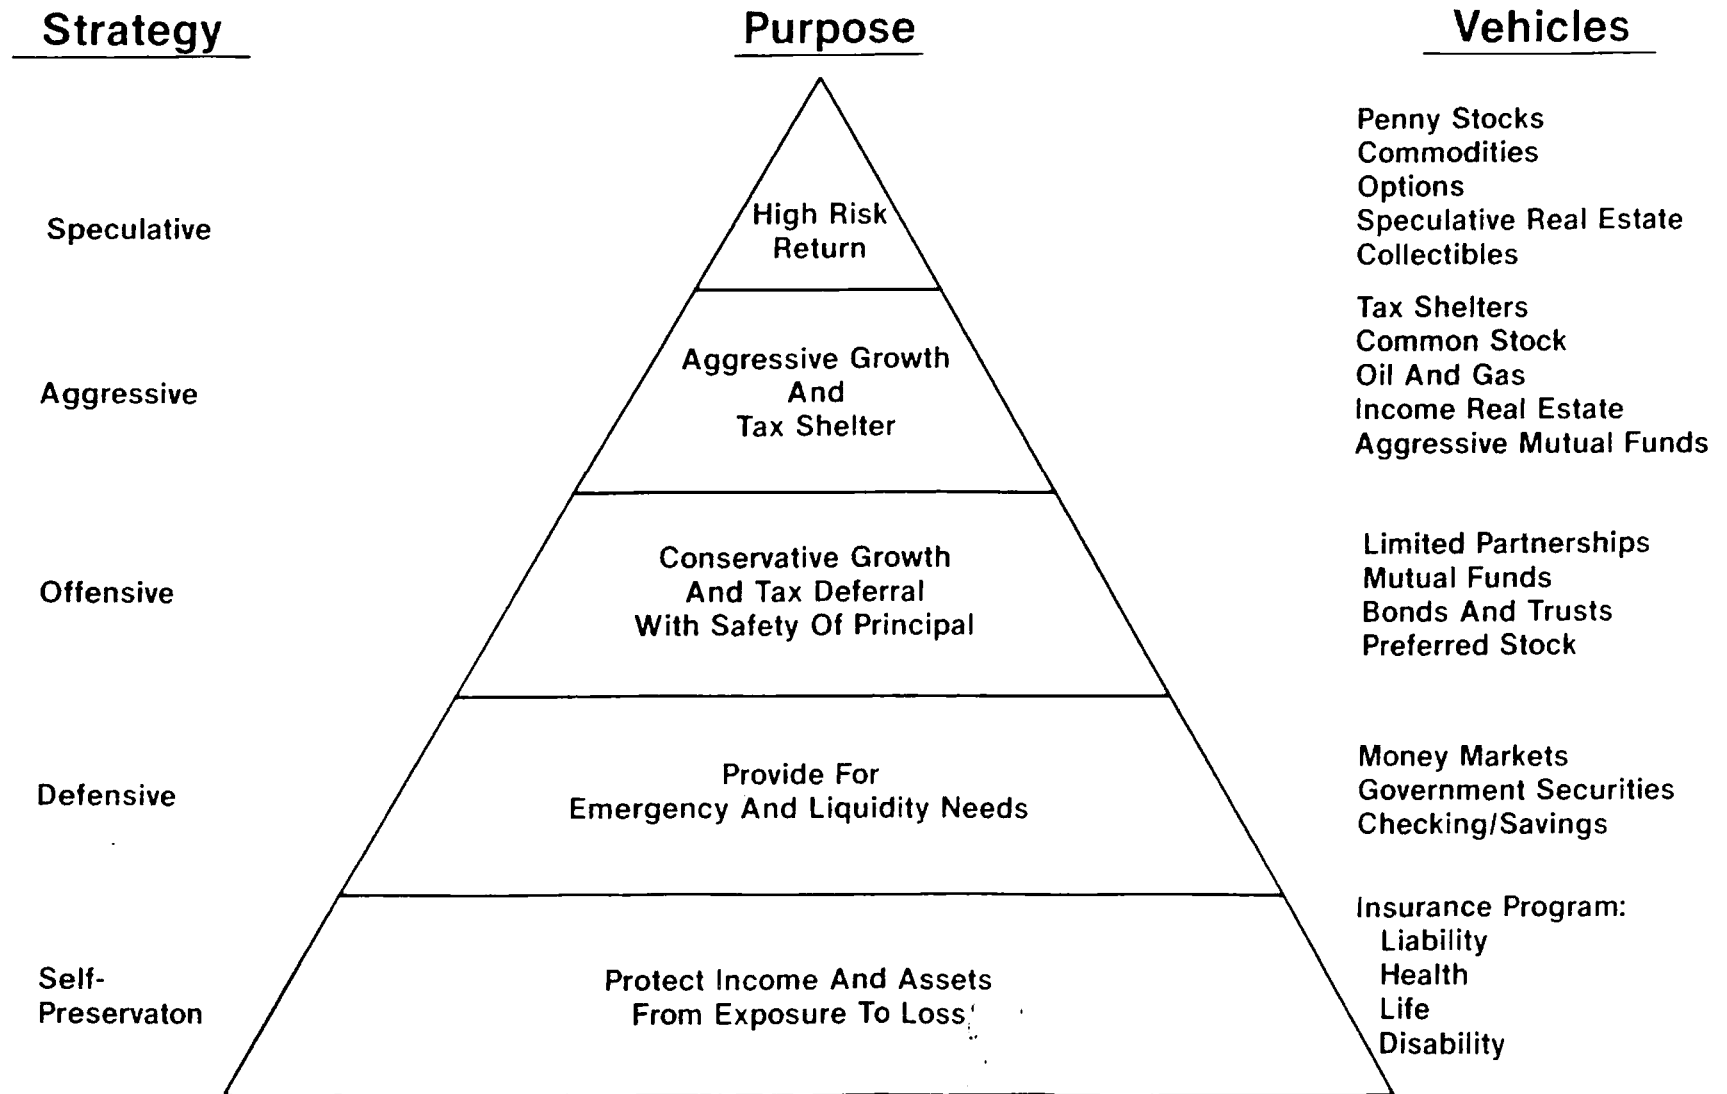 Strategy
Purpose
Vehicles
Speculative
High Risk
Return
Penny Stocks
Commodities
Options
Speculative Real Estate
Collectibles
Aggressive
Aggressive Growth
And
Tax Shelter
Tax Shelters
Common Stock
Oil And Gas
Income Real Estate
Aggressive Mutual Funds
Offensive
Conservative Growth
And Tax Deferral
With Safety Of Principal
Limited Partnerships
Mutual Funds
Bonds And Trusts
Preferred Stock
Defensive
Provide For
Emergency And Liquidity Needs
Money Markets
Government Securities
Checking/Savings
Self-
Preservaton
Protect Income And Assets
From Exposure To Loss
Insurance Program:
Liability
Health
Life
Disability